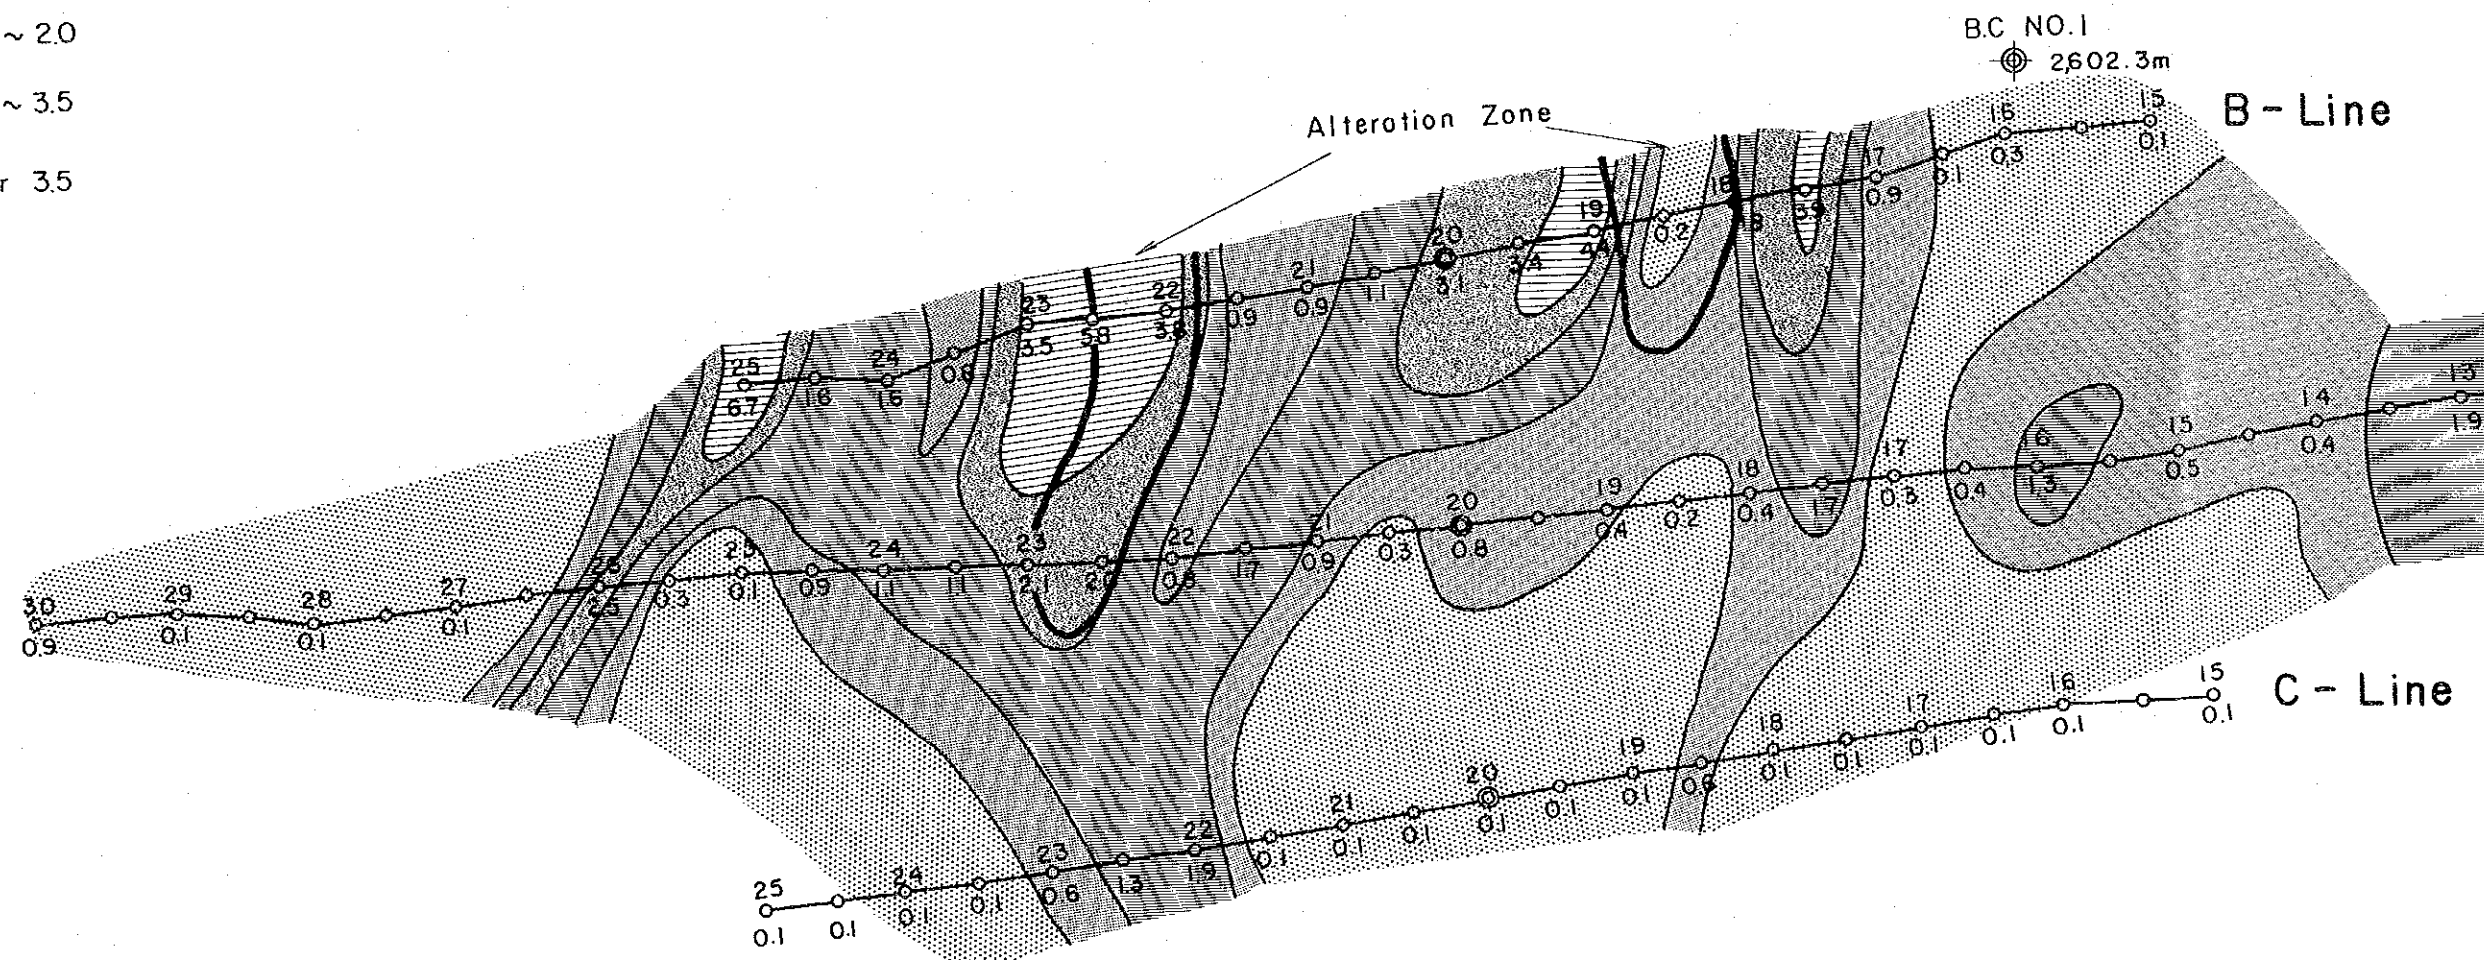 ~ 2.0
~ 3.5
r 3.5
B.C NO.1
2,602.3m
B - Line
Alteration Zone
25 24 23 22 21 20 19 18 17 16 15
6.7 1.6 1.6 0.8 3.5 5.8 3.8 0.9 0.9 1.1 3.1 3.4 4.4 0.2 1.8 3.9 0.9 0.1 0.3 0.1
30 29 28 27 26 25 24 23 22 21 20 19 18 17 16 15 14 13
0.9 0.1 0.1 0.1 2.5 0.3 0.1 0.9 1.1 1.1 2.1 0.8 1.7 0.9 0.3 0.8 0.4 0.2 0.4 1.7 0.3 0.4 1.3 0.5 0.4 1.9
C - Line
25 24 23 22 21 20 19 18 17 16 15
0.1 0.1 0.1 0.1 0.6 1.3 1.9 0.1 0.1 0.1 0.1 0.1 0.1 0.6 0.1 0.1 0.1 0.1 0.1 0.1